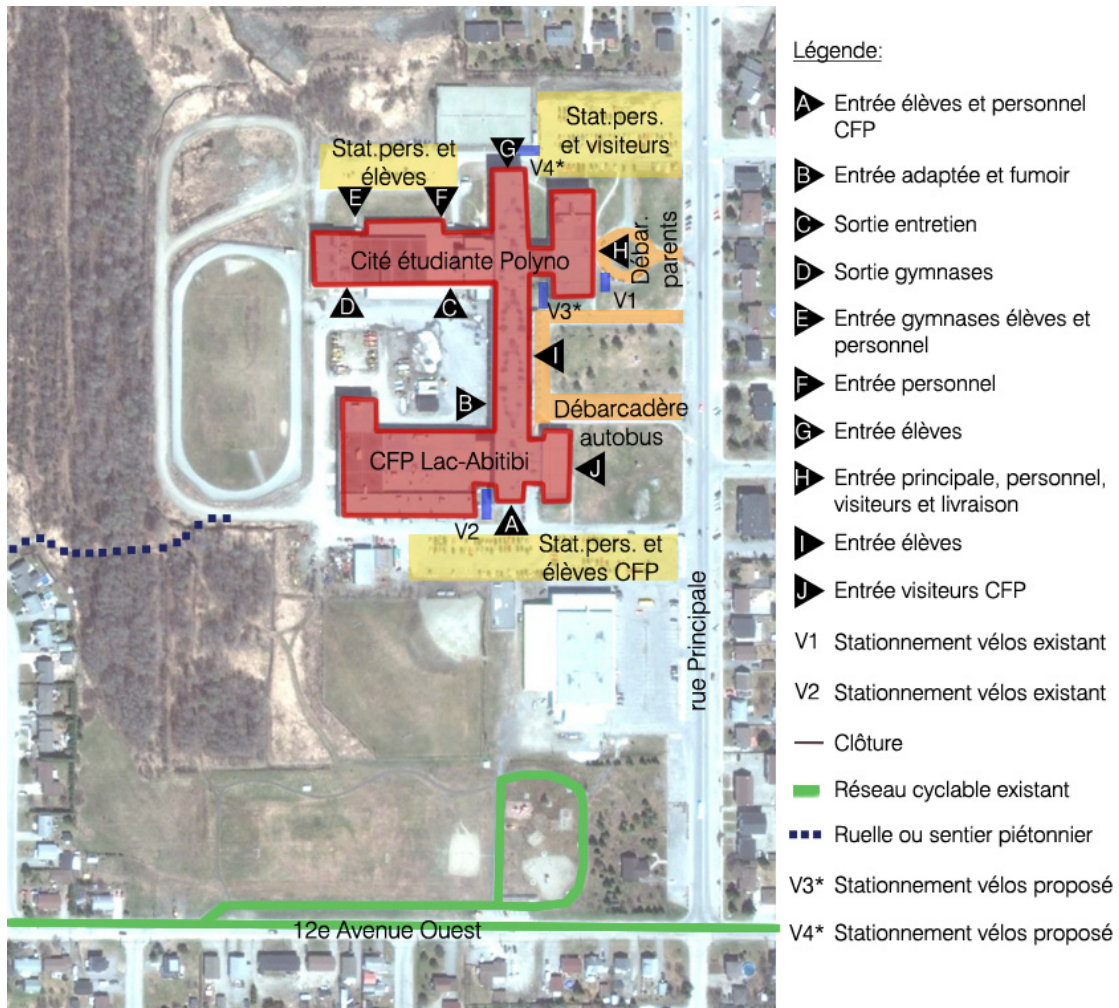 Légende:
A Entrée élèves et personnel
CFP
B Entrée adaptée et fumoir
C Sortie entretien
D Sortie gymnases
E Entrée gymnases élèves et
personnel
F Entrée personnel
G Entrée élèves
H Entrée principale, personnel,
visiteurs et livraison
I Entrée élèves
J Entrée visiteurs CFP
V1 Stationnement vélos existant
V2 Stationnement vélos existant
Clôture
Réseau cyclable existant
Ruelle ou sentier piétonnier
V3* Stationnement vélos proposé
V4* Stationnement vélos proposé
Stat.pers.
et visiteurs
Stat.pers. et
élèves
G
V4*
E
F
Cité étudiante Polyno
H
Débar.
parents
V1
V3*
D
C
I
B
Débarcadère
autobus
CFP Lac-Abitibi
J
V2
A
Stat.pers. et
élèves CFP
rue Principale
12e Avenue Ouest